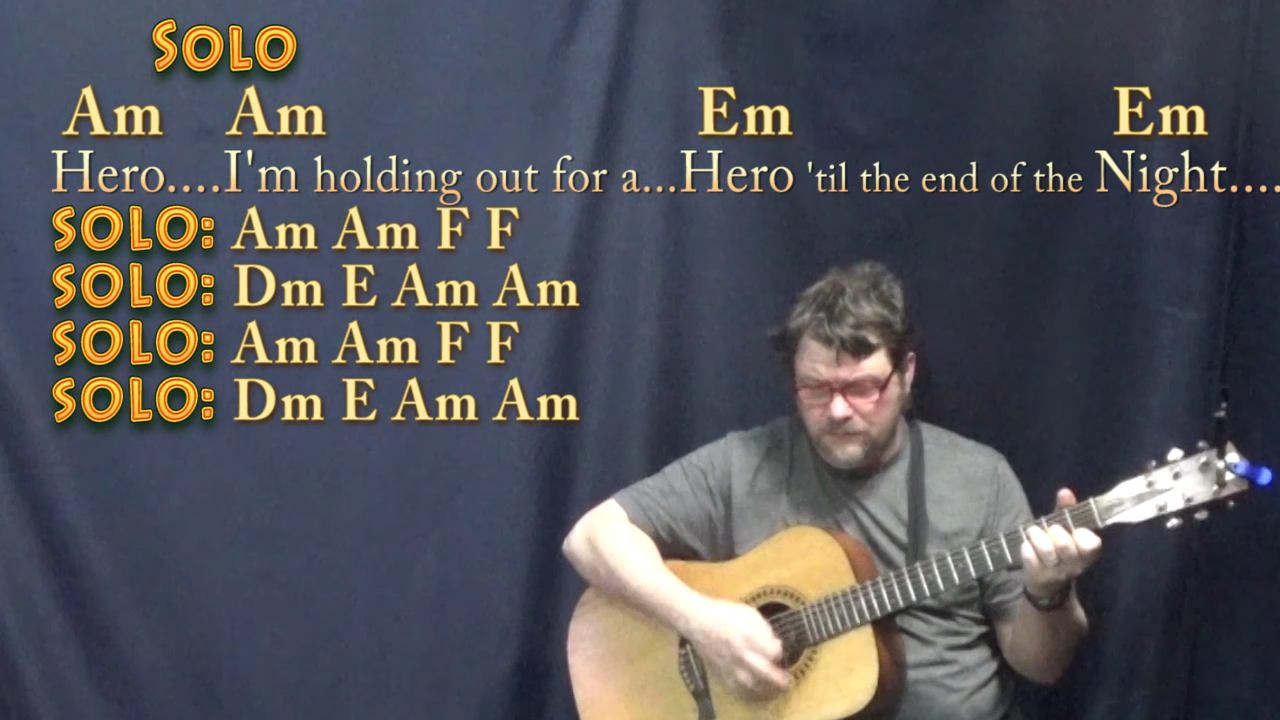 SOLO
Am Am Em Em
Hero....I'm holding out for a...Hero 'til the end of the Night....
SOLO: Am Am F F
SOLO: Dm E Am Am
SOLO: Am Am F F
SOLO: Dm E Am Am